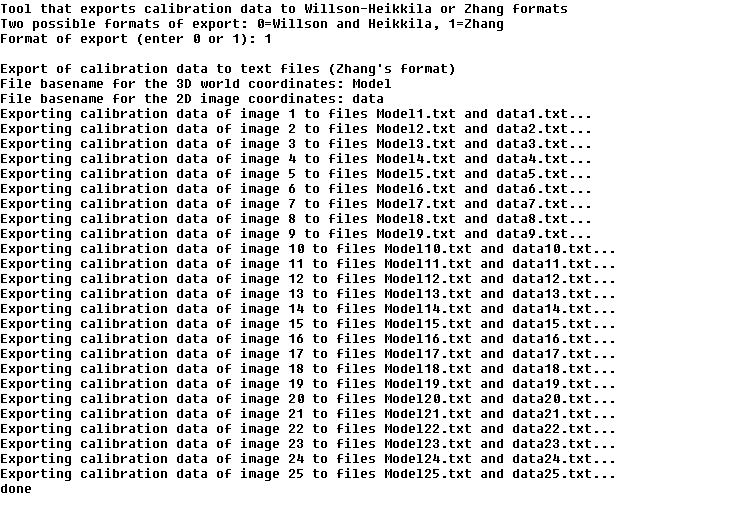 Tool that exports calibration data to Willson-Heikkila or Zhang formats
Two possible formats of export: 0=Willson and Heikkila, 1=Zhang
Format of export (enter 0 or 1): 1
Export of calibration data to text files (Zhang's format)
File basename for the 3D world coordinates: Model
File basename for the 2D image coordinates: data
Exporting calibration data of image 1 to files Model1.txt and data1.txt...
Exporting calibration data of image 2 to files Model2.txt and data2.txt...
Exporting calibration data of image 3 to files Model3.txt and data3.txt...
Exporting calibration data of image 4 to files Model4.txt and data4.txt...
Exporting calibration data of image 5 to files Model5.txt and data5.txt...
Exporting calibration data of image 6 to files Model6.txt and data6.txt...
Exporting calibration data of image 7 to files Model7.txt and data7.txt...
Exporting calibration data of image 8 to files Model8.txt and data8.txt...
Exporting calibration data of image 9 to files Model9.txt and data9.txt...
Exporting calibration data of image 10 to files Model10.txt and data10.txt...
Exporting calibration data of image 11 to files Model11.txt and data11.txt...
Exporting calibration data of image 12 to files Model12.txt and data12.txt...
Exporting calibration data of image 13 to files Model13.txt and data13.txt...
Exporting calibration data of image 14 to files Model14.txt and data14.txt...
Exporting calibration data of image 15 to files Model15.txt and data15.txt...
Exporting calibration data of image 16 to files Model16.txt and data16.txt...
Exporting calibration data of image 17 to files Model17.txt and data17.txt...
Exporting calibration data of image 18 to files Model18.txt and data18.txt...
Exporting calibration data of image 19 to files Model19.txt and data19.txt...
Exporting calibration data of image 20 to files Model20.txt and data20.txt...
Exporting calibration data of image 21 to files Model21.txt and data21.txt...
Exporting calibration data of image 22 to files Model22.txt and data22.txt...
Exporting calibration data of image 23 to files Model23.txt and data23.txt...
Exporting calibration data of image 24 to files Model24.txt and data24.txt...
Exporting calibration data of image 25 to files Model25.txt and data25.txt...
done